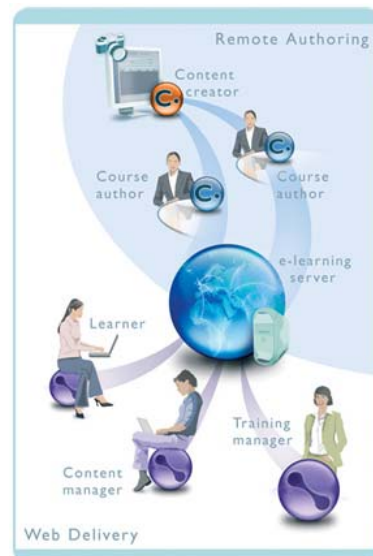 Remote Authoring
Content
creator
Course
author
Course
author
e-learning
server
Learner
Training
manager
Content
manager
Web Delivery